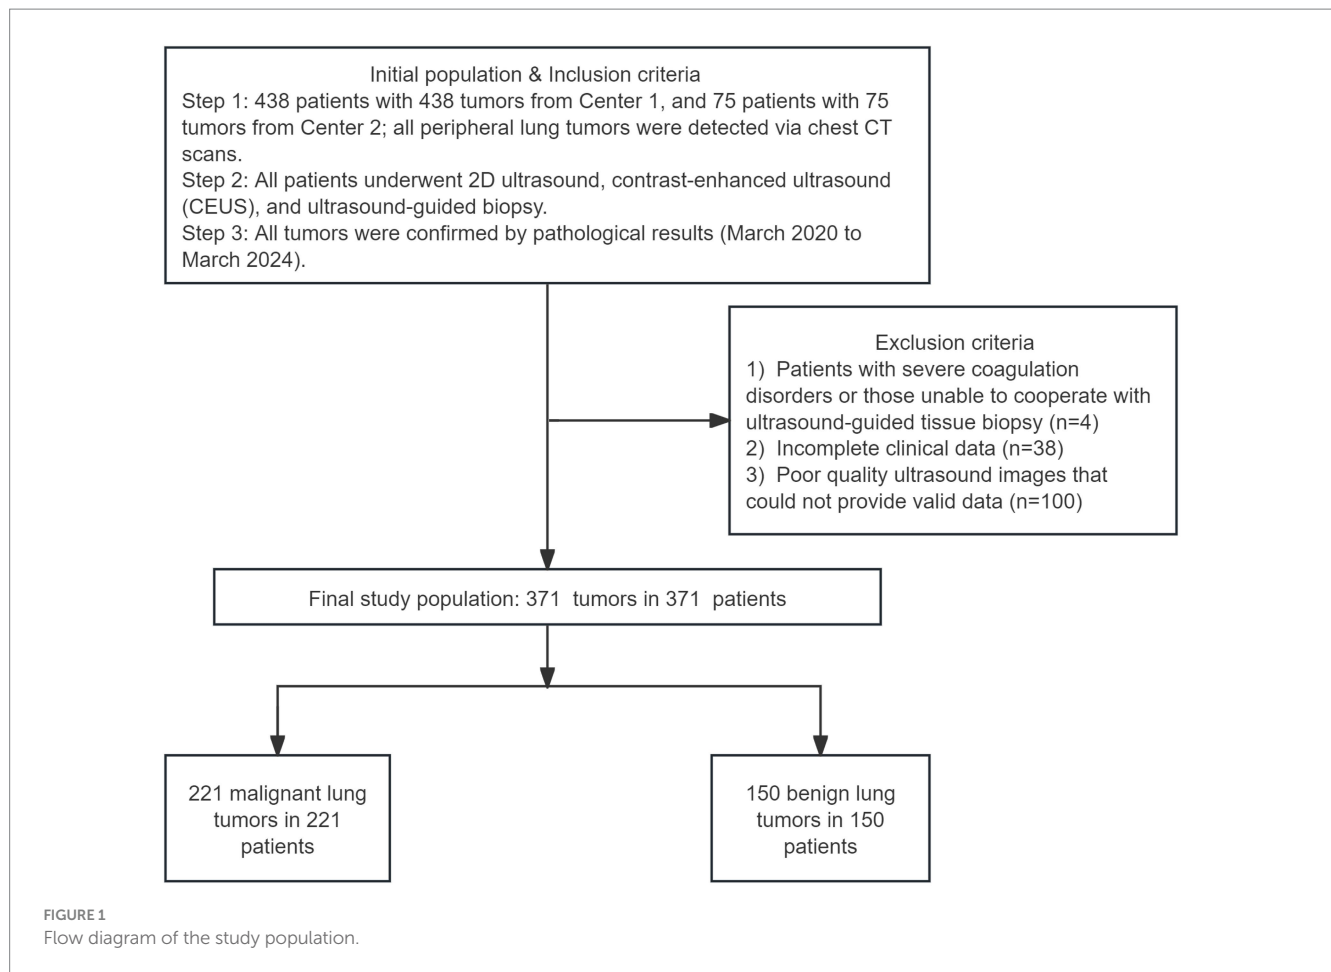 Initial population & Inclusion criteria
Step 1: 438 patients with 438 tumors from Center 1, and 75 patients with 75
tumors from Center 2; all peripheral lung tumors were detected via chest CT
scans.
Step 2: All patients underwent 2D ultrasound, contrast-enhanced ultrasound
(CEUS), and ultrasound-guided biopsy.
Step 3: All tumors were confirmed by pathological results (March 2020 to
March 2024).
Exclusion criteria
1) Patients with severe coagulation
disorders or those unable to cooperate with
ultrasound-guided tissue biopsy (n=4)
2) Incomplete clinical data (n=38)
3) Poor quality ultrasound images that
could not provide valid data (n=100)
Final study population: 371 tumors in 371 patients
221 malignant lung
tumors in 221
patients
150 benign lung
tumors in 150
patients
FIGURE 1
Flow diagram of the study population.